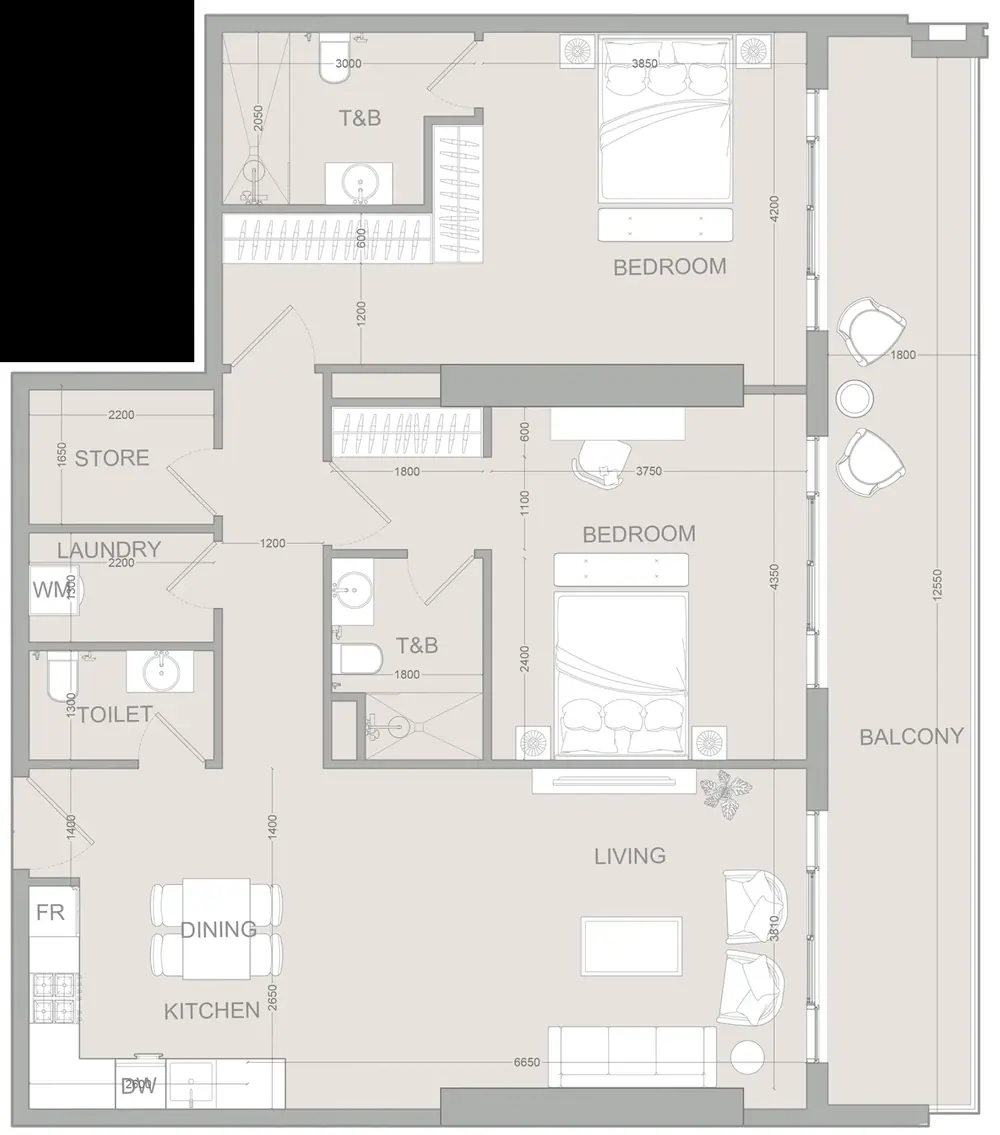 3000
3850
2050
T&B
4200
600
BEDROOM
1200
1800
2200
600
1650
STORE
1800
3750
1100
BEDROOM
1200
LAUNDRY
2200
4350
12550
WM
1300
T&B
2400
1800
1300
TOILET
BALCONY
1400
1400
LIVING
FR
DINING
3810
2650
KITCHEN
6650
DW
2600